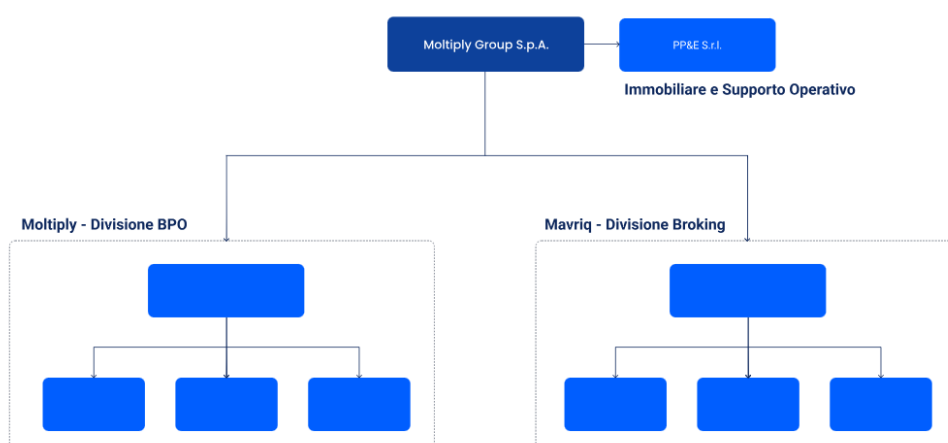 Moltiply Group S.p.A.
PP&E S.r.l.
Immobiliare e Supporto Operativo
Moltiply - Divisione BPO
Mavriq - Divisione Broking